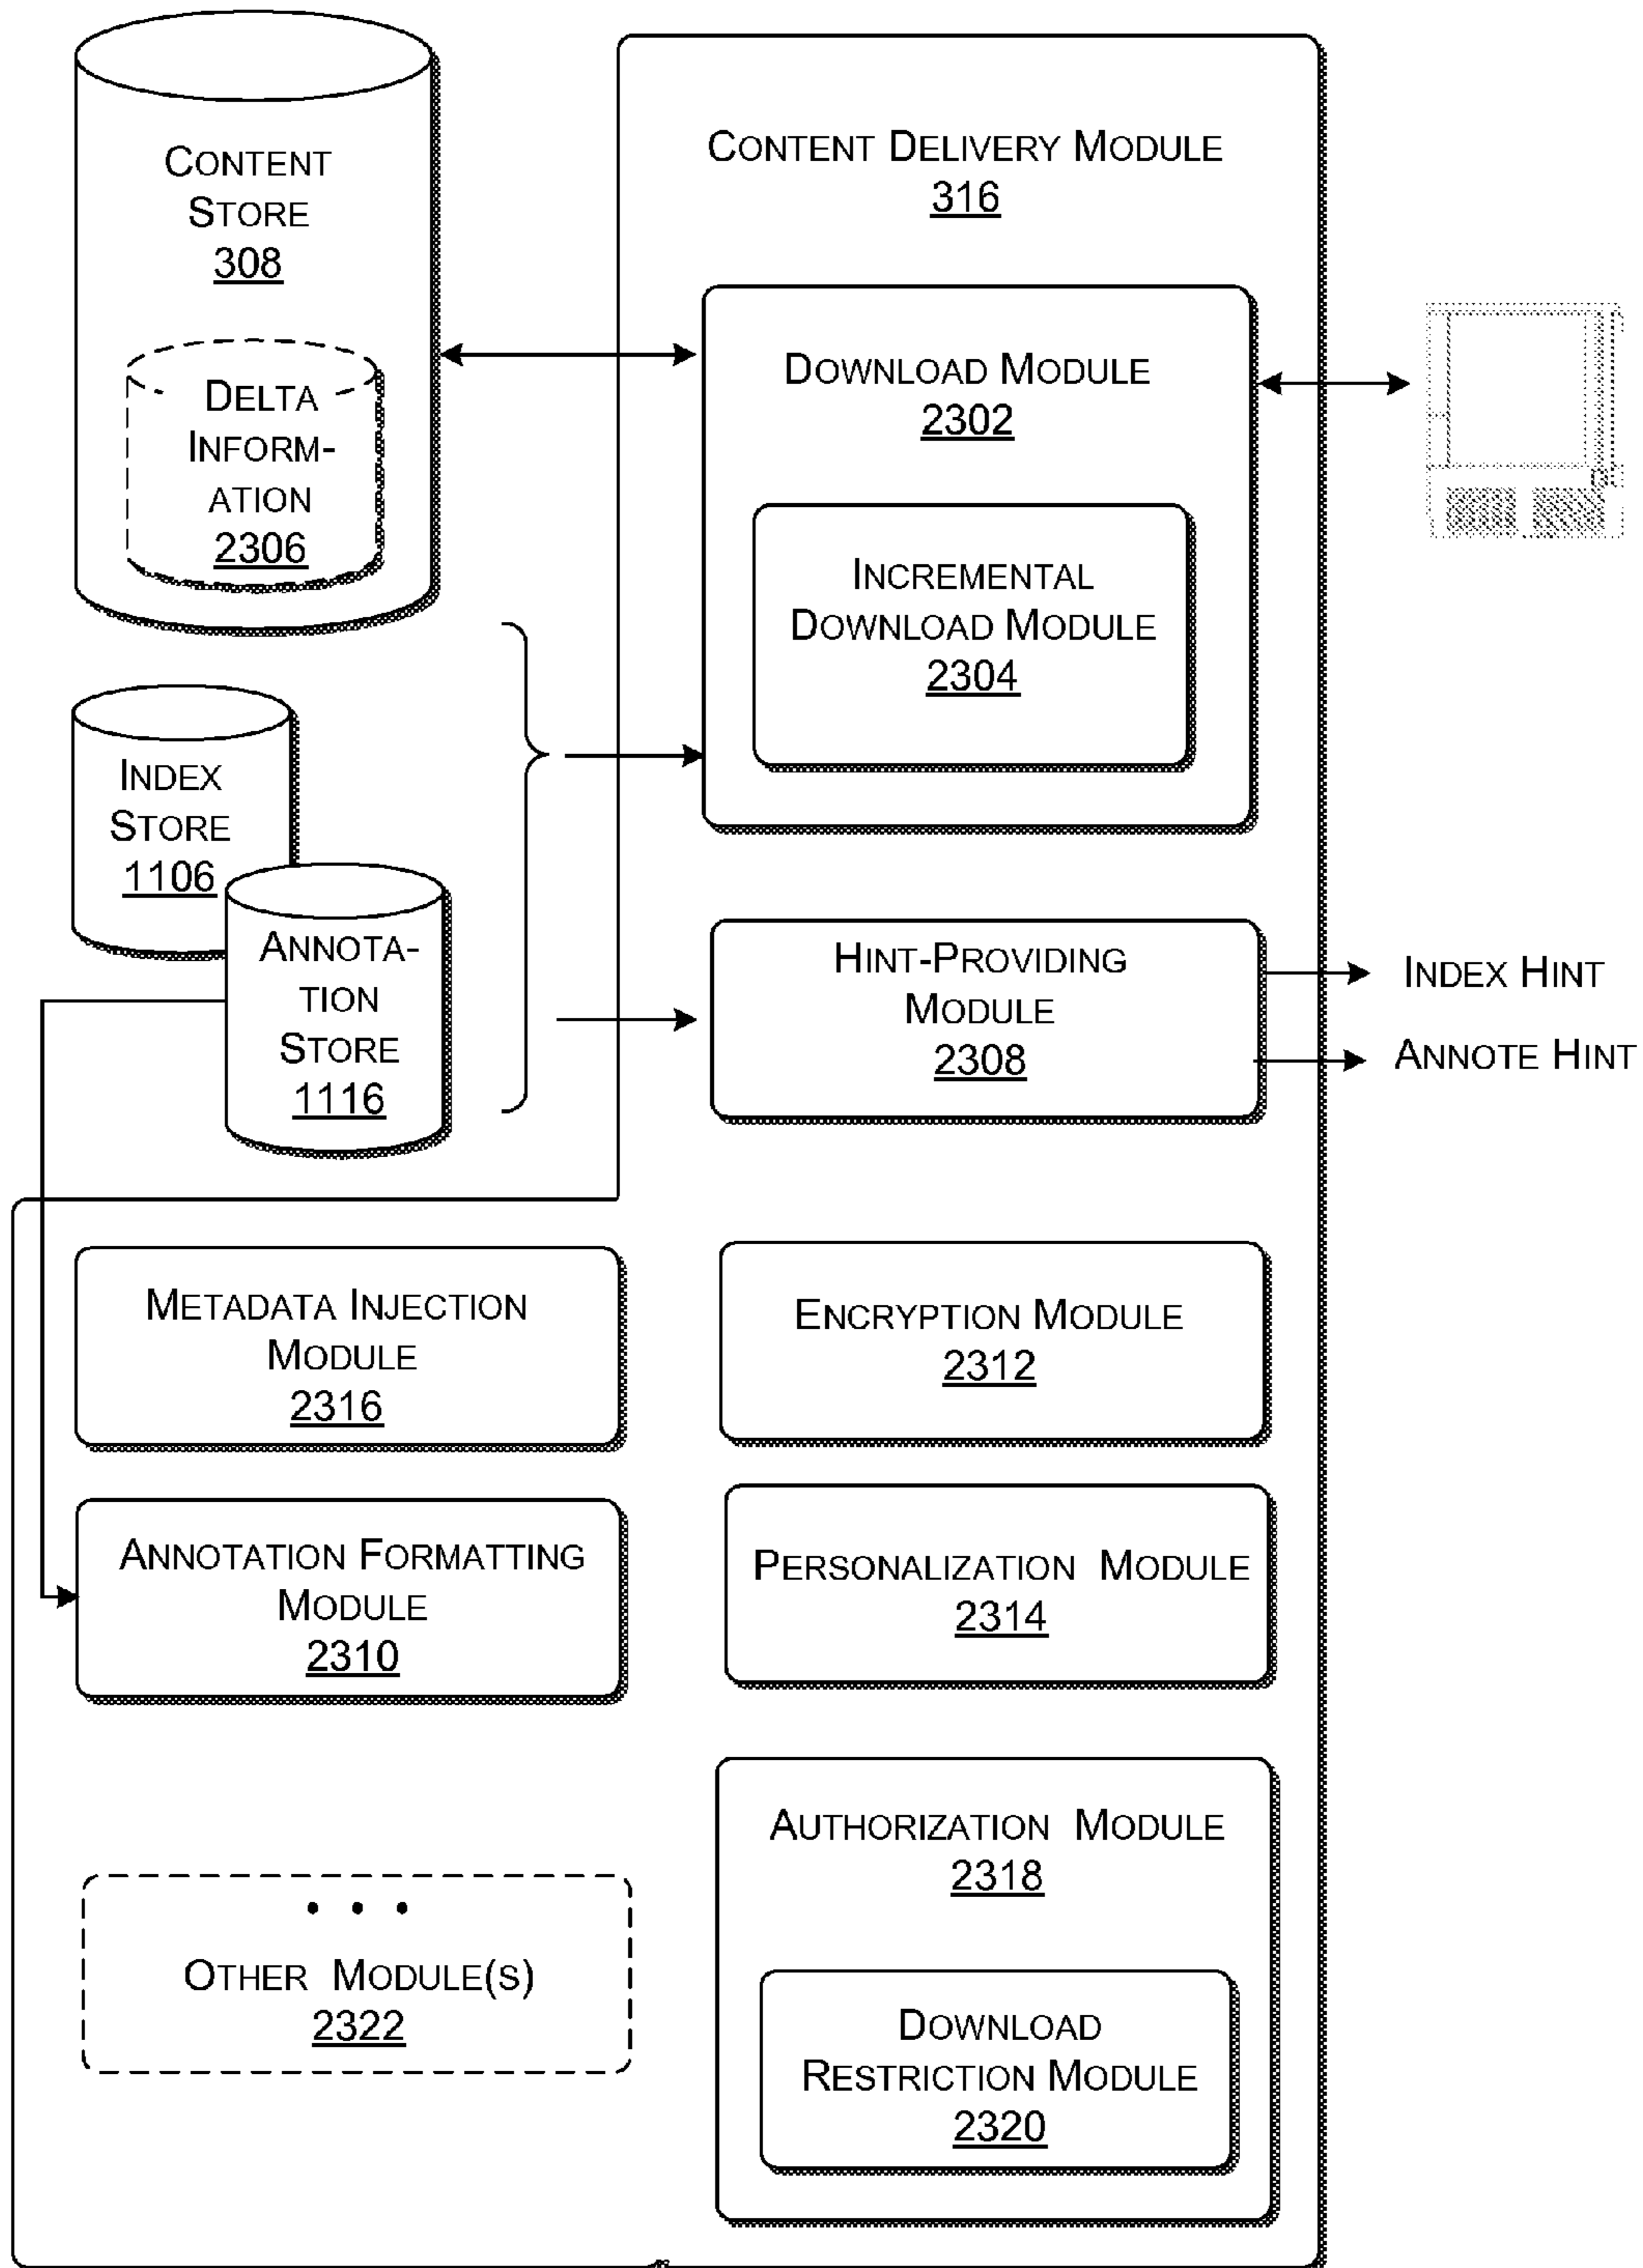 CONTENT
STORE
308
DELTA
INFORM-
ATION
2306
INDEX
STORE
1106
ANNOTA-
TION
STORE
1116
CONTENT DELIVERY MODULE
316
DOWNLOAD MODULE
2302
INCREMENTAL
DOWNLOAD MODULE
2304
HINT-PROVIDING
MODULE
2308
INDEX HINT
ANNOTE HINT
METADATA INJECTION
MODULE
2316
ENCRYPTION MODULE
2312
ANNOTATION FORMATTING
MODULE
2310
PERSONALIZATION MODULE
2314
AUTHORIZATION MODULE
2318
• • •
OTHER MODULE(S)
2322
DOWNLOAD
RESTRICTION MODULE
2320